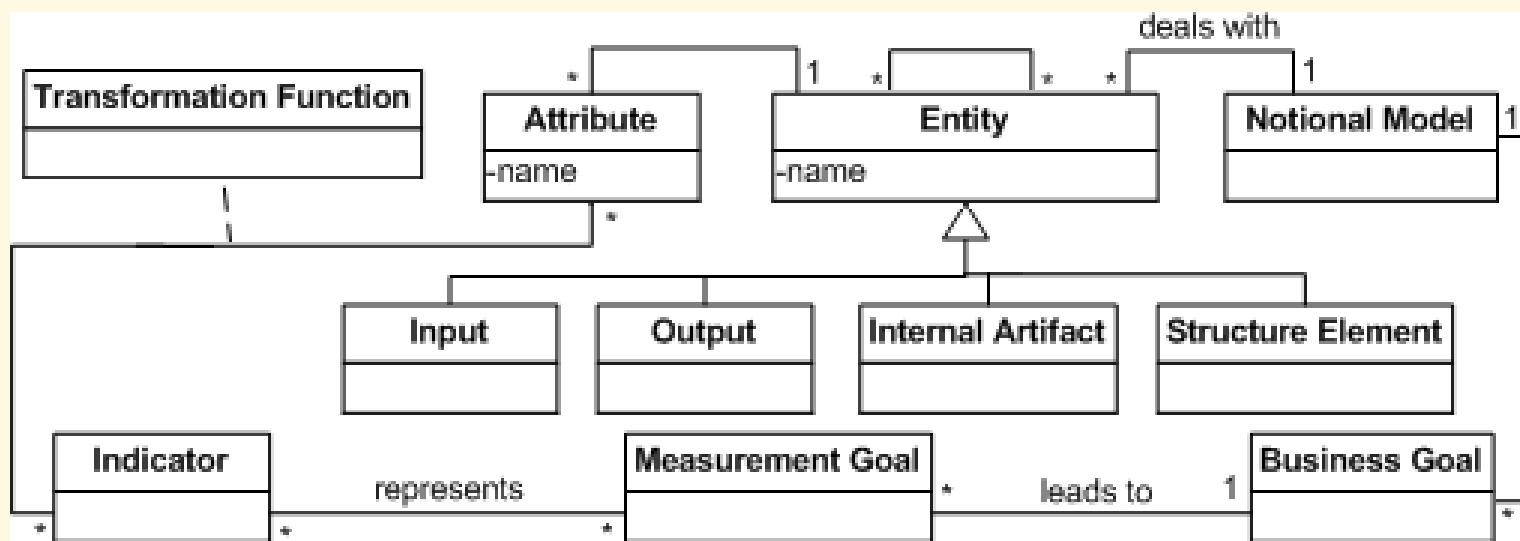 deals with
* 1 * * * 1
Transformation Function
Attribute
Entity
Notional Model
1
-name
-name
*
Input
Output
Internal Artifact
Structure Element
Indicator
Measurement Goal
Business Goal
represents
* leads to 1
* * * *